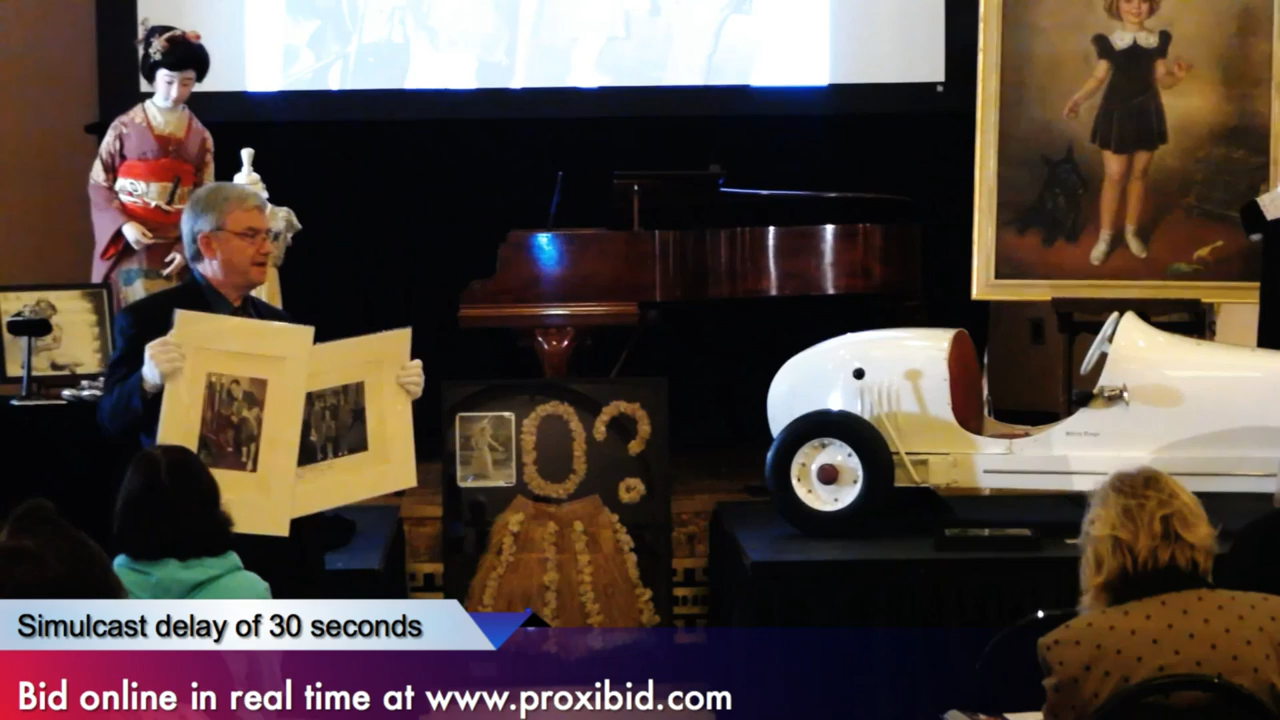 Simulcast delay of 30 seconds
Bid online in real time at www.proxibid.com